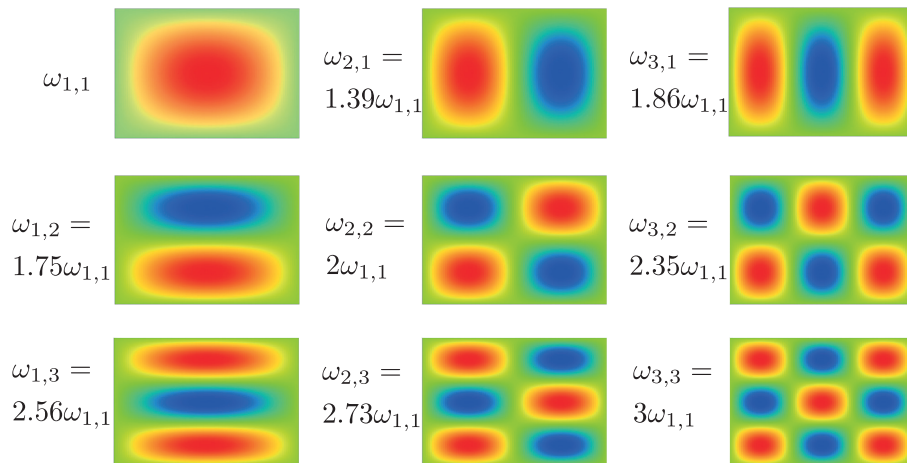 ω1,1
ω2,1 =
1.39ω1,1
ω3,1 =
1.86ω1,1
ω1,2 =
1.75ω1,1
ω2,2 =
2ω1,1
ω3,2 =
2.35ω1,1
ω1,3 =
2.56ω1,1
ω2,3 =
2.73ω1,1
ω3,3 =
3ω1,1